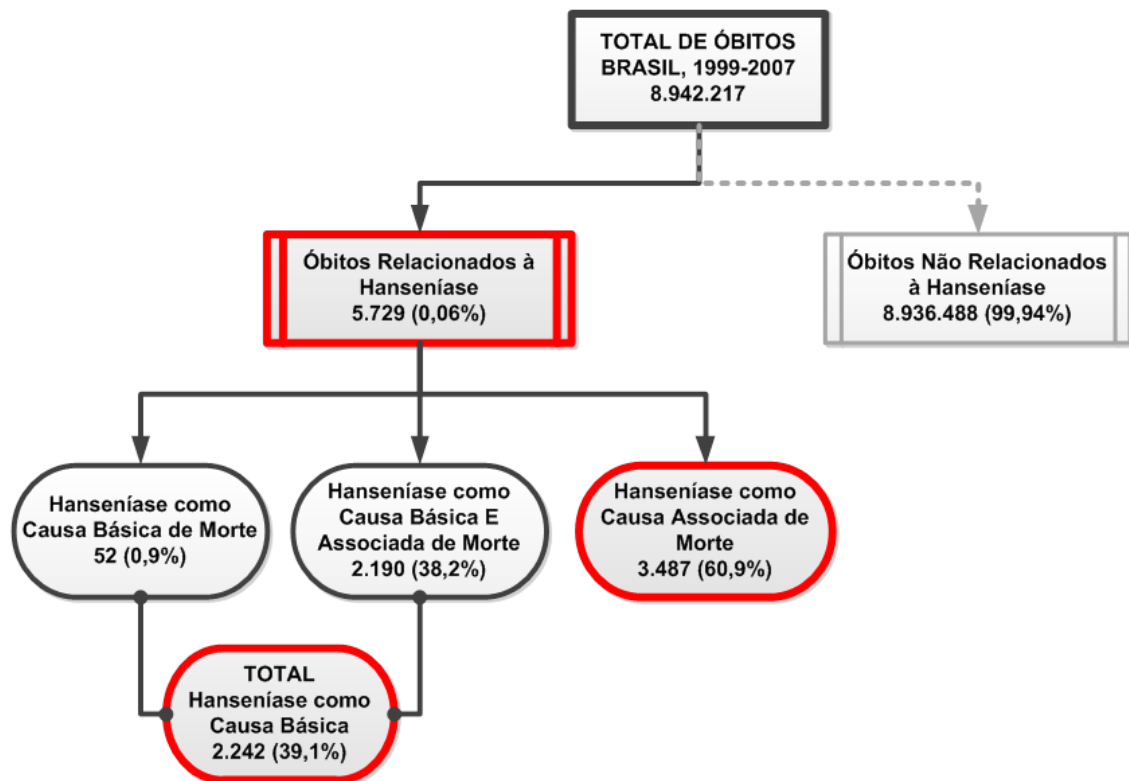 TOTAL DE ÓBITOS
BRASIL, 1999-2007
8.942.217
Óbitos Relacionados à
Hanseníase
5.729 (0,06%)
Óbitos Não Relacionados
à Hanseníase
8.936.488 (99,94%)
Hanseníase como
Causa Básica de Morte
52 (0,9%)
Hanseníase como
Causa Básica E
Associada de Morte
2.190 (38,2%)
Hanseníase como
Causa Associada de
Morte
3.487 (60,9%)
TOTAL
Hanseníase como
Causa Básica
2.242 (39,1%)